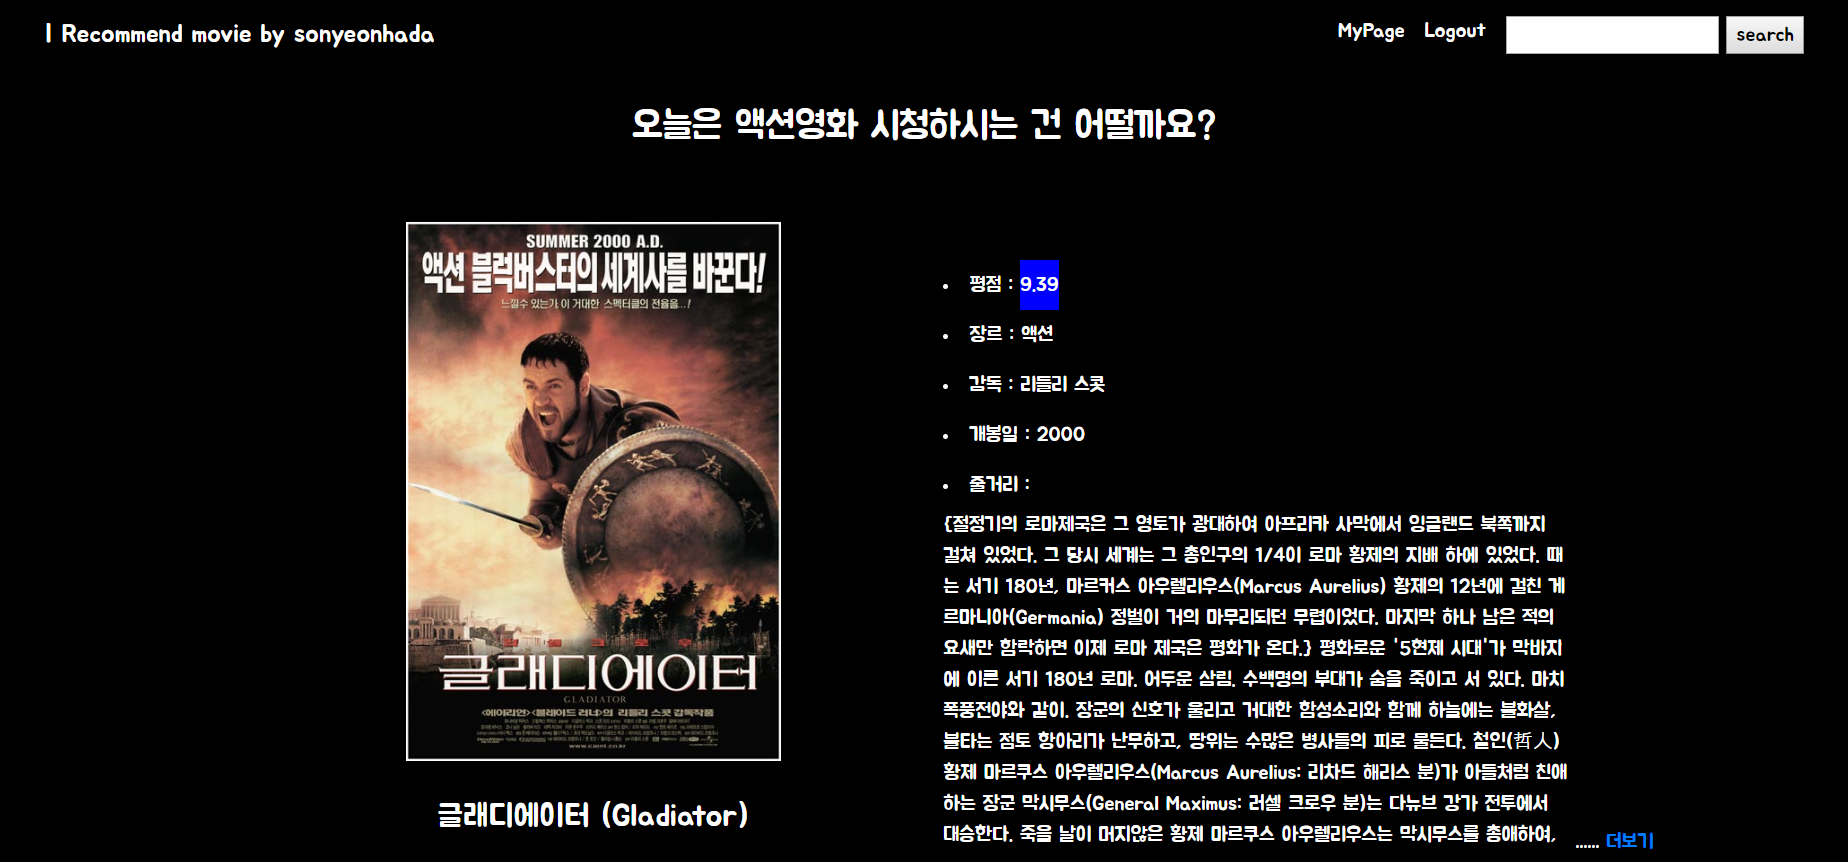 I Recommend movie by sonyeonhada
MyPage Logout search
오늘은 액션영화 시청하시는 건 어떨까요?
SUMMER 2000 A.D.
액션 블럭버스터의 세계사를 바꾼다!
느낄수 있는가 이 거대한 스펙터클의 전율을...!
러 셀 크 로 우
글래디에이터
GLADIATOR
<에이리언><블레이드 러너>의 리들리 스콧 감독작품
www.cjent.co.kr
글래디에이터 (Gladiator)
• 평점 : 9.39
• 장르 : 액션
• 감독 : 리들리 스콧
• 개봉일 : 2000
• 줄거리 :
{절정기의 로마제국은 그 영토가 광대하여 아프리카 사막에서 잉글랜드 북쪽까지
걸쳐 있었다. 그 당시 세계는 그 총인구의 1/4이 로마 황제의 지배 하에 있었다. 때
는 서기 180년, 마르커스 아우렐리우스(Marcus Aurelius) 황제의 12년에 걸친 게
르마니아(Germania) 정벌이 거의 마무리되던 무렵이었다. 마지막 하나 남은 적의
요새만 함락하면 이제 로마 제국은 평화가 온다.} 평화로운 '5현제 시대'가 막바지
에 이른 서기 180년 로마. 어두운 삼림. 수백명의 부대가 숨을 죽이고 서 있다. 마치
폭풍전야와 같이. 장군의 신호가 울리고 거대한 함성소리와 함께 하늘에는 불화살,
불타는 점토 항아리가 난무하고, 땅위는 수많은 병사들의 피로 물든다. 철인(哲人)
황제 마르쿠스 아우렐리우스(Marcus Aurelius: 리차드 해리스 분)가 아들처럼 친애
하는 장군 막시무스(General Maximus: 러셀 크로우 분)는 다뉴브 강가 전투에서
대승한다. 죽을 날이 머지않은 황제 마르쿠스 아우렐리우스는 막시무스를 총애하여,
...... 더보기